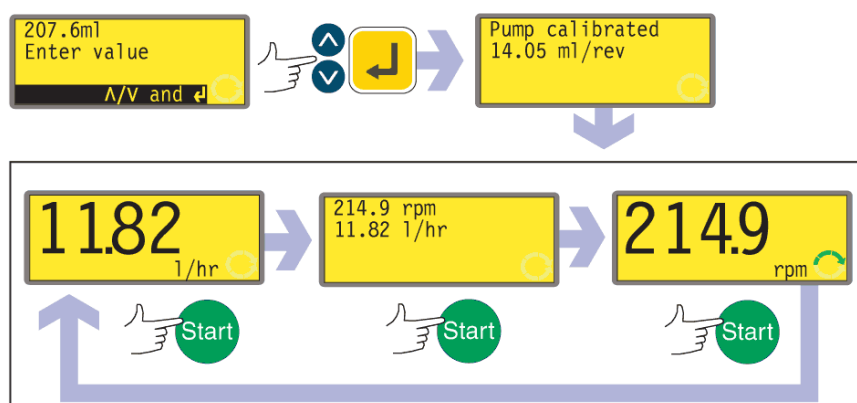 207.6ml
Enter value
Λ/V and ↲
Pump calibrated
14.05 ml/rev
11.82
l/hr
214.9 rpm
11.82 l/hr
214.9
rpm
Start
Start
Start